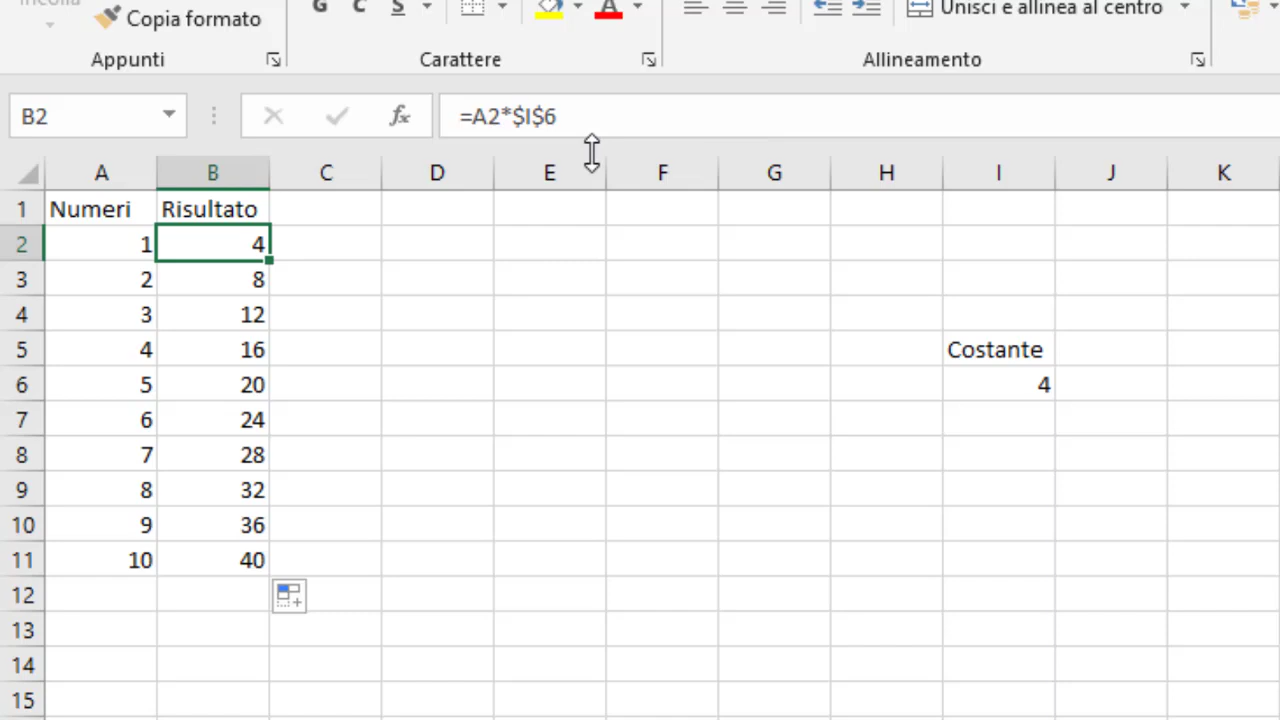 Incolla
Copia formato
G C S A
Unisci e allinea al centro
Appunti Carattere Allineamento
B2 fx =A2*$I$6
A B C D E F G H I J K
1 Numeri Risultato
2 1 4
3 2 8
4 3 12
5 4 16 Costante
6 5 20 4
7 6 24
8 7 28
9 8 32
10 9 36
11 10 40
12
13
14
15